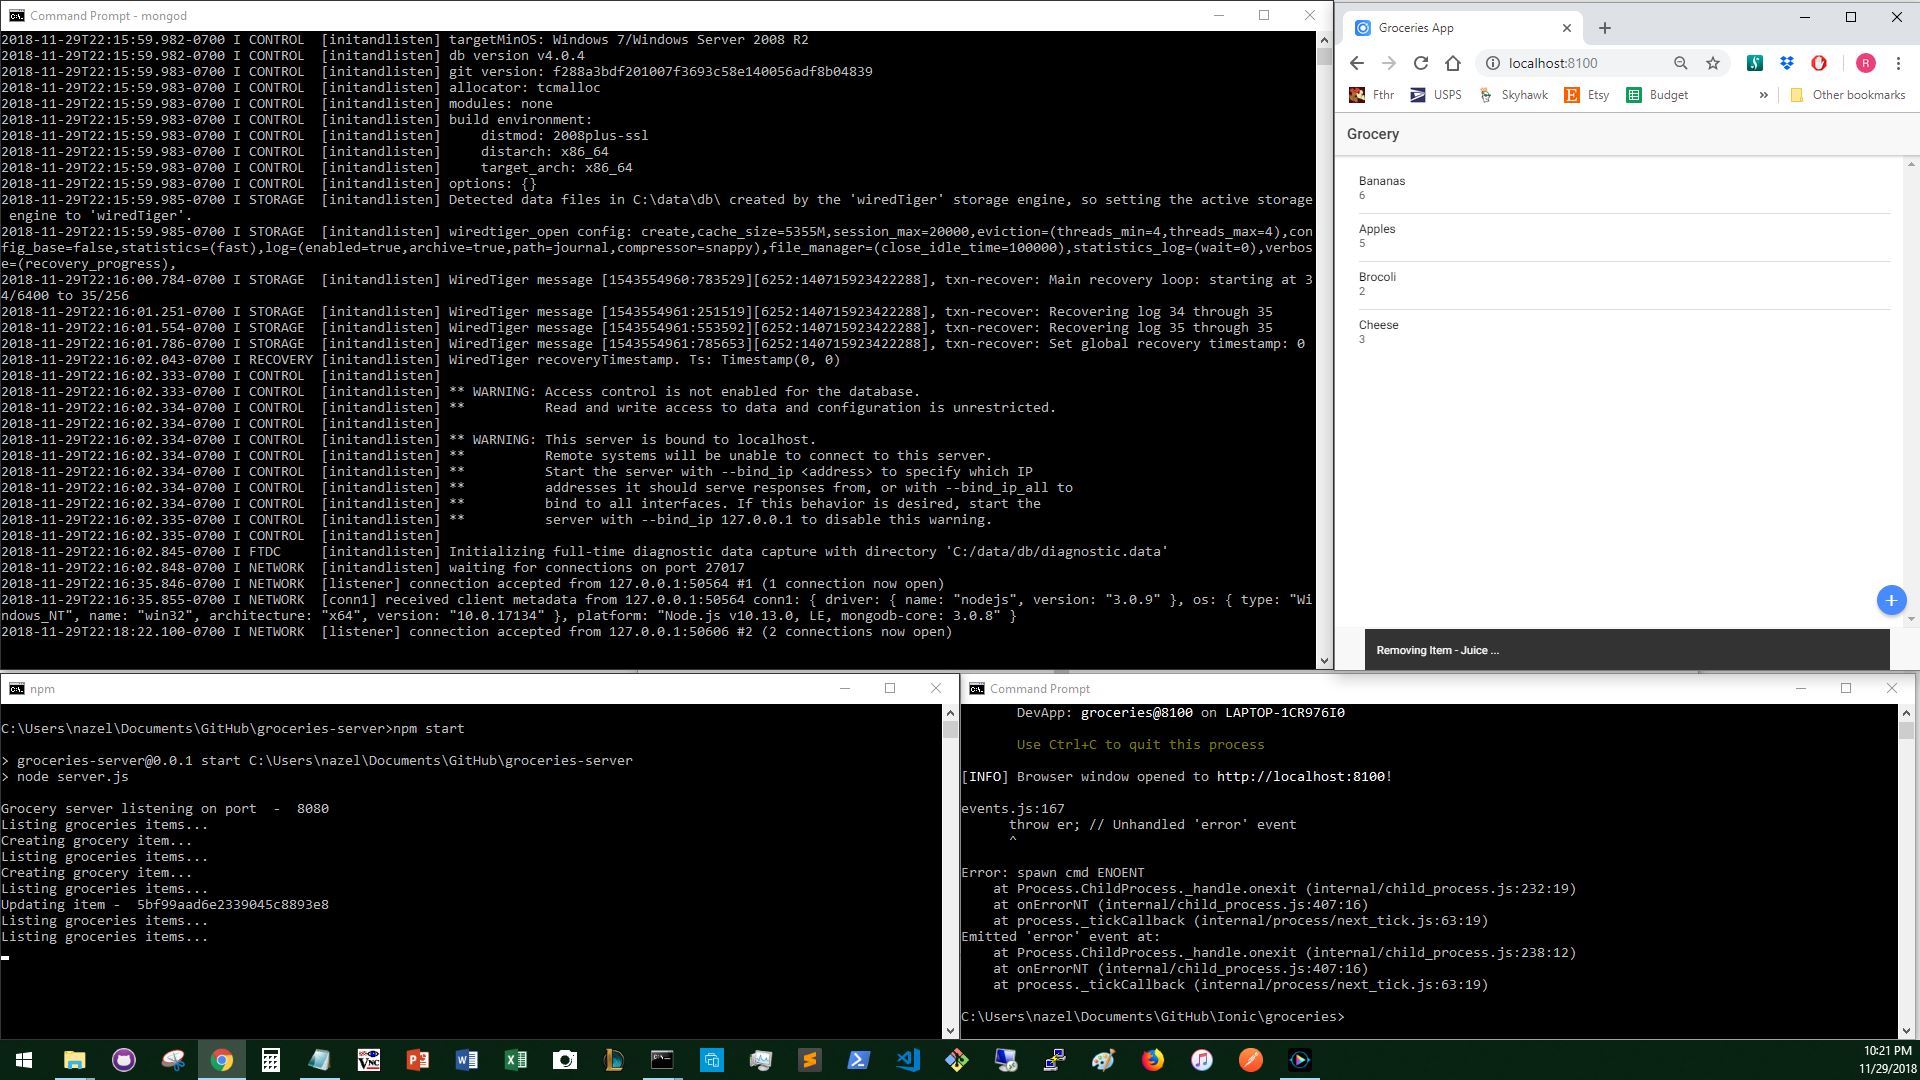 Command Prompt - mongod
2018-11-29T22:15:59.982-0700 I CONTROL  [initandlisten] targetMinOS: Windows 7/Windows Server 2008 R2
2018-11-29T22:15:59.982-0700 I CONTROL  [initandlisten] db version v4.0.4
2018-11-29T22:15:59.983-0700 I CONTROL  [initandlisten] git version: f288a3bdf201007f3693c58e140056adf8b04839
2018-11-29T22:15:59.983-0700 I CONTROL  [initandlisten] allocator: tcmalloc
2018-11-29T22:15:59.983-0700 I CONTROL  [initandlisten] modules: none
2018-11-29T22:15:59.983-0700 I CONTROL  [initandlisten] build environment:
2018-11-29T22:15:59.983-0700 I CONTROL  [initandlisten]     distmod: 2008plus-ssl
2018-11-29T22:15:59.983-0700 I CONTROL  [initandlisten]     distarch: x86_64
2018-11-29T22:15:59.983-0700 I CONTROL  [initandlisten]     target_arch: x86_64
2018-11-29T22:15:59.983-0700 I CONTROL  [initandlisten] options: {}
2018-11-29T22:15:59.985-0700 I STORAGE  [initandlisten] Detected data files in C:\data\db\ created by the 'wiredTiger' storage engine, so setting the active storage
 engine to 'wiredTiger'.
2018-11-29T22:15:59.985-0700 I STORAGE  [initandlisten] wiredtiger_open config: create,cache_size=5355M,session_max=20000,eviction=(threads_min=4,threads_max=4),con
fig_base=false,statistics=(fast),log=(enabled=true,archive=true,path=journal,compressor=snappy),file_manager=(close_idle_time=100000),statistics_log=(wait=0),verbos
e=(recovery_progress),
2018-11-29T22:16:00.784-0700 I STORAGE  [initandlisten] WiredTiger message [1543554960:783529][6252:140715923422288], txn-recover: Main recovery loop: starting at 3
4/6400 to 35/256
2018-11-29T22:16:01.251-0700 I STORAGE  [initandlisten] WiredTiger message [1543554961:251519][6252:140715923422288], txn-recover: Recovering log 34 through 35
2018-11-29T22:16:01.554-0700 I STORAGE  [initandlisten] WiredTiger message [1543554961:553592][6252:140715923422288], txn-recover: Recovering log 35 through 35
2018-11-29T22:16:01.786-0700 I STORAGE  [initandlisten] WiredTiger message [1543554961:785653][6252:140715923422288], txn-recover: Set global recovery timestamp: 0
2018-11-29T22:16:02.043-0700 I RECOVERY [initandlisten] WiredTiger recoveryTimestamp. Ts: Timestamp(0, 0)
2018-11-29T22:16:02.333-0700 I CONTROL  [initandlisten]
2018-11-29T22:16:02.333-0700 I CONTROL  [initandlisten] ** WARNING: Access control is not enabled for the database.
2018-11-29T22:16:02.334-0700 I CONTROL  [initandlisten] **          Read and write access to data and configuration is unrestricted.
2018-11-29T22:16:02.334-0700 I CONTROL  [initandlisten]
2018-11-29T22:16:02.334-0700 I CONTROL  [initandlisten] ** WARNING: This server is bound to localhost.
2018-11-29T22:16:02.334-0700 I CONTROL  [initandlisten] **          Remote systems will be unable to connect to this server.
2018-11-29T22:16:02.334-0700 I CONTROL  [initandlisten] **          Start the server with --bind_ip <address> to specify which IP
2018-11-29T22:16:02.334-0700 I CONTROL  [initandlisten] **          addresses it should serve responses from, or with --bind_ip_all to
2018-11-29T22:16:02.334-0700 I CONTROL  [initandlisten] **          bind to all interfaces. If this behavior is desired, start the
2018-11-29T22:16:02.335-0700 I CONTROL  [initandlisten] **          server with --bind_ip 127.0.0.1 to disable this warning.
2018-11-29T22:16:02.335-0700 I CONTROL  [initandlisten]
2018-11-29T22:16:02.845-0700 I FTDC     [initandlisten] Initializing full-time diagnostic data capture with directory 'C:/data/db/diagnostic.data'
2018-11-29T22:16:02.848-0700 I NETWORK  [initandlisten] waiting for connections on port 27017
2018-11-29T22:16:35.846-0700 I NETWORK  [listener] connection accepted from 127.0.0.1:50564 #1 (1 connection now open)
2018-11-29T22:16:35.855-0700 I NETWORK  [conn1] received client metadata from 127.0.0.1:50564 conn1: { driver: { name: "nodejs", version: "3.0.9" }, os: { type: "Wi
ndows_NT", name: "win32", architecture: "x64", version: "10.0.17134" }, platform: "Node.js v10.13.0, LE, mongodb-core: 3.0.8" }
2018-11-29T22:18:22.100-0700 I NETWORK  [listener] connection accepted from 127.0.0.1:50606 #2 (2 connections now open)
Groceries App
localhost:8100
R
Fthr USPS Skyhawk Etsy Budget » Other bookmarks
Grocery
Bananas
6
Apples
5
Brocoli
2
Cheese
3
+
Removing Item - Juice ...
npm
C:\Users\nazel\Documents\GitHub\groceries-server>npm start
> groceries-server@0.0.1 start C:\Users\nazel\Documents\GitHub\groceries-server
> node server.js
Grocery server listening on port  -  8080
Listing groceries items...
Creating grocery item...
Listing groceries items...
Creating grocery item...
Listing groceries items...
Updating item -  5bf99aad6e2339045c8893e8
Listing groceries items...
Listing groceries items...
Command Prompt
DevApp: groceries@8100 on LAPTOP-1CR976I0
Use Ctrl+C to quit this process
[INFO] Browser window opened to http://localhost:8100!
events.js:167
      throw er; // Unhandled 'error' event
      ^
Error: spawn cmd ENOENT
    at Process.ChildProcess._handle.onexit (internal/child_process.js:232:19)
    at onErrorNT (internal/child_process.js:407:16)
    at process._tickCallback (internal/process/next_tick.js:63:19)
Emitted 'error' event at:
    at Process.ChildProcess._handle.onexit (internal/child_process.js:238:12)
    at onErrorNT (internal/child_process.js:407:16)
    at process._tickCallback (internal/process/next_tick.js:63:19)
C:\Users\nazel\Documents\GitHub\Ionic\groceries>
10:21 PM
11/29/2018